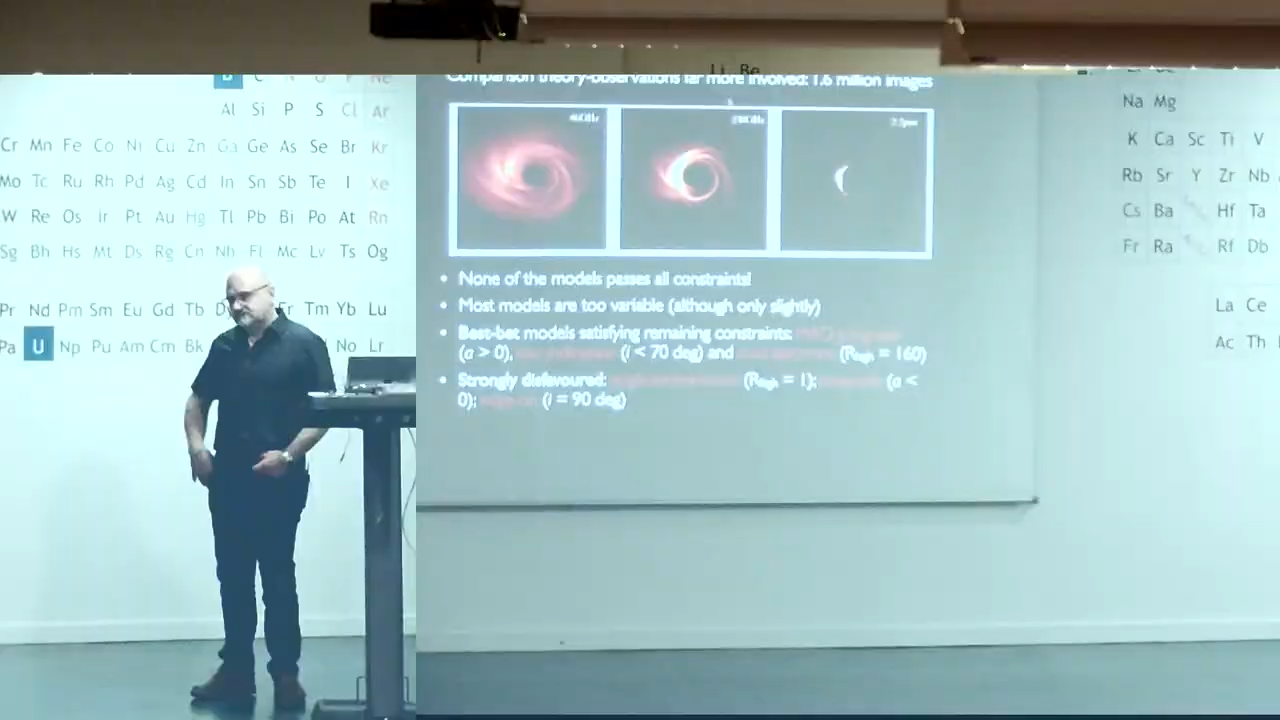 Li Be
Comparison theory-observations far more involved: 1.6 million images
Al Si P S Cl Ar
Cr Mn Fe Co Ni Cu Zn Ga Ge As Se Br Kr
Mo Tc Ru Rh Pd Ag Cd In Sn Sb Te I Xe
W Re Os Ir Pt Au Hg Tl Pb Bi Po At Rn
Sg Bh Hs Mt Ds Rg Cn Nh Fl Mc Lv Ts Og
Pr Nd Pm Sm Eu Gd Tb Tm Yb Lu
Pa U Np Pu Am Cm Bk No Lr
• None of the models passes all constraints!
• Most models are too variable (although only slightly)
• Best-bet models satisfying remaining constraints:
(a > 0), (i < 70 deg) and (Rhigh = 160)
• Strongly disfavoured: (Rhigh = 1); (a <
0); (i = 90 deg)
Na Mg
K Ca Sc Ti V
Rb Sr Y Zr Nb
Cs Ba Hf Ta
Fr Ra Rf Db
La Ce
Ac Th